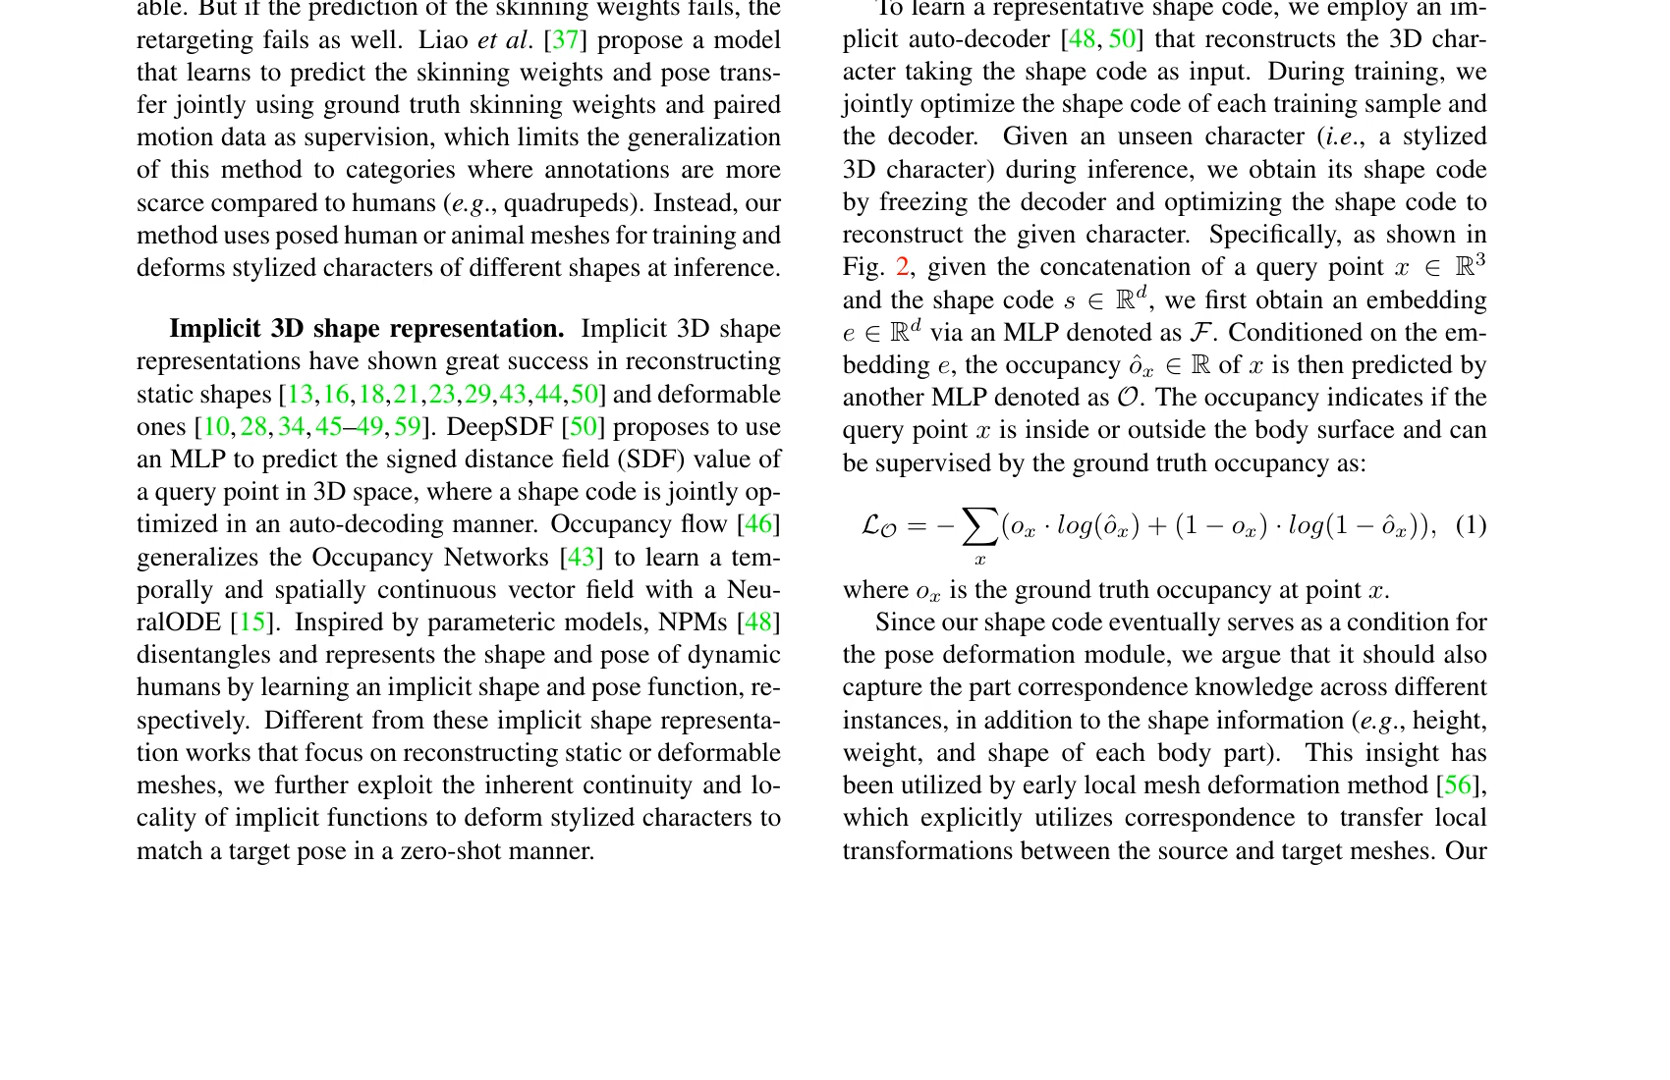 able. But if the prediction of the skinning weights fails, the
retargeting fails as well. Liao et al. [37] propose a model
that learns to predict the skinning weights and pose trans-
fer jointly using ground truth skinning weights and paired
motion data as supervision, which limits the generalization
of this method to categories where annotations are more
scarce compared to humans (e.g., quadrupeds). Instead, our
method uses posed human or animal meshes for training and
deforms stylized characters of different shapes at inference.
Implicit 3D shape representation. Implicit 3D shape
representations have shown great success in reconstructing
static shapes [13,16,18,21,23,29,43,44,50] and deformable
ones [10,28,34,45–49,59]. DeepSDF [50] proposes to use
an MLP to predict the signed distance field (SDF) value of
a query point in 3D space, where a shape code is jointly op-
timized in an auto-decoding manner. Occupancy flow [46]
generalizes the Occupancy Networks [43] to learn a tem-
porally and spatially continuous vector field with a Neu-
ralODE [15]. Inspired by parameteric models, NPMs [48]
disentangles and represents the shape and pose of dynamic
humans by learning an implicit shape and pose function, re-
spectively. Different from these implicit shape representa-
tion works that focus on reconstructing static or deformable
meshes, we further exploit the inherent continuity and lo-
cality of implicit functions to deform stylized characters to
match a target pose in a zero-shot manner.
To learn a representative shape code, we employ an im-
plicit auto-decoder [48,50] that reconstructs the 3D char-
acter taking the shape code as input. During training, we
jointly optimize the shape code of each training sample and
the decoder. Given an unseen character (i.e., a stylized
3D character) during inference, we obtain its shape code
by freezing the decoder and optimizing the shape code to
reconstruct the given character. Specifically, as shown in
Fig. 2, given the concatenation of a query point x ∈ ℝ³
and the shape code s ∈ ℝᵈ, we first obtain an embedding
e ∈ ℝᵈ via an MLP denoted as ℱ. Conditioned on the em-
bedding e, the occupancy ôₓ ∈ ℝ of x is then predicted by
another MLP denoted as 𝒪. The occupancy indicates if the
query point x is inside or outside the body surface and can
be supervised by the ground truth occupancy as:
ℒ_𝒪 = − ∑ₓ (oₓ · log(ôₓ) + (1 − oₓ) · log(1 − ôₓ)), (1)
where oₓ is the ground truth occupancy at point x.
Since our shape code eventually serves as a condition for
the pose deformation module, we argue that it should also
capture the part correspondence knowledge across different
instances, in addition to the shape information (e.g., height,
weight, and shape of each body part). This insight has
been utilized by early local mesh deformation method [56],
which explicitly utilizes correspondence to transfer local
transformations between the source and target meshes. Our